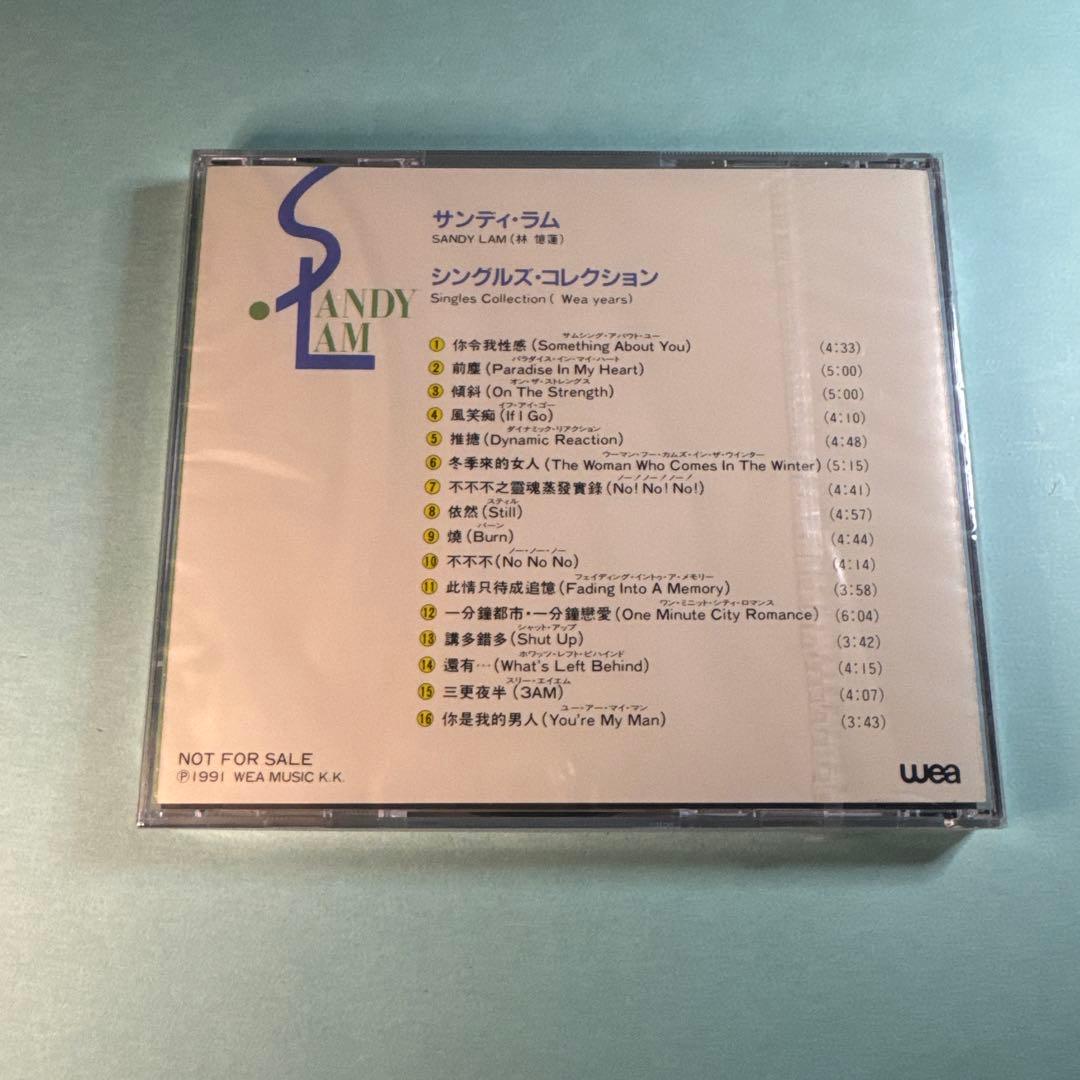 SANDY
LAM
サンディ・ラム
SANDY LAM(林 憶蓮)
シングルズ・コレクション
Singles Collection( Wea years)
サムシング・アバウト・ユー
1 你令我性感(Something About You) (4:33)
パラダイス・イン・マイ・ハート
2 前塵(Paradise In My Heart) (5:00)
オン・ザ・ストレングス
3 傾斜(On The Strength) (5:00)
イフ・アイ・ゴー
4 風笑痴(If I Go) (4:10)
ダイナミック・リアクション
5 推搪(Dynamic Reaction) (4:48)
ウーマン・フー・カムズ・イン・ザ・ウインター
6 冬季來的女人(The Woman Who Comes In The Winter) (5:15)
ノー!ノー!ノー!
7 不不不之靈魂蒸發實錄(No! No! No!) (4:41)
スティル
8 依然(Still) (4:57)
バーン
9 燒(Burn) (4:44)
ノー・ノー・ノー
10 不不不(No No No) (4:14)
フェイディング・イントゥ・ア・メモリー
11 此情只待成追憶(Fading Into A Memory) (3:58)
ワン・ミニット・シティ・ロマンス
12 一分鐘都市・一分鐘戀愛(One Minute City Romance) (6:04)
シャット・アップ
13 講多錯多(Shut Up) (3:42)
ホワッツ・レフト・ビハインド
14 還有…(What's Left Behind) (4:15)
スリー・エイエム
15 三更夜半(3AM) (4:07)
ユー・アー・マイ・マン
16 你是我的男人(You're My Man) (3:43)
NOT FOR SALE
Ⓟ1991 WEA MUSIC K.K.
wea